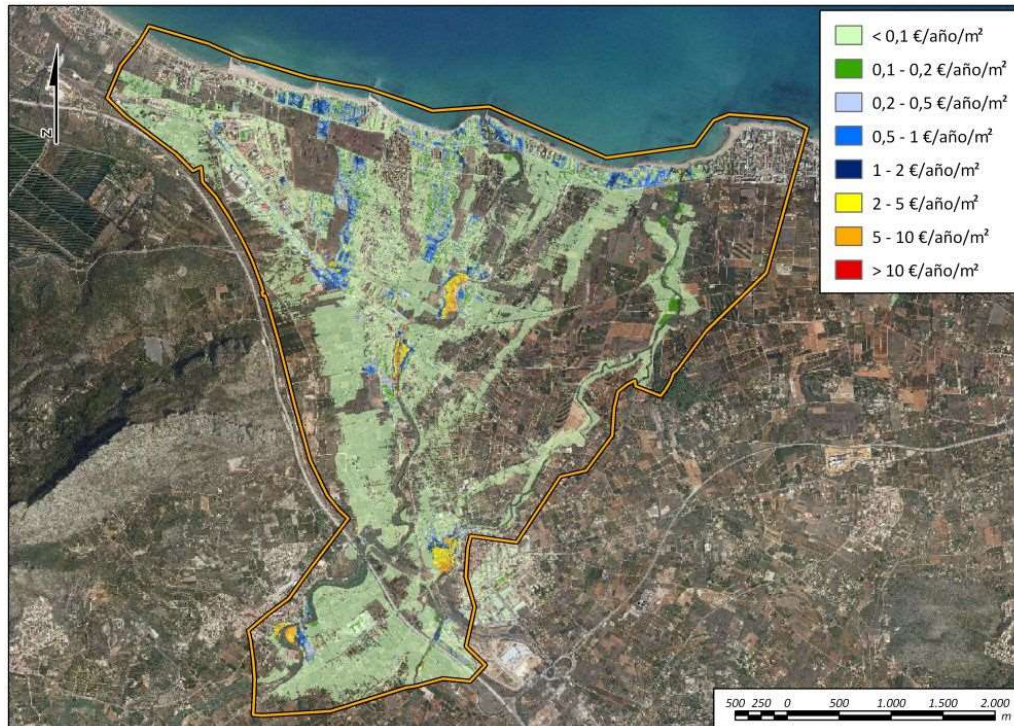 < 0,1 €/año/m²
0,1 - 0,2 €/año/m²
0,2 - 0,5 €/año/m²
0,5 - 1 €/año/m²
1 - 2 €/año/m²
2 - 5 €/año/m²
5 - 10 €/año/m²
> 10 €/año/m²
N
500 250 0 500 1.000 1.500 2.000
m